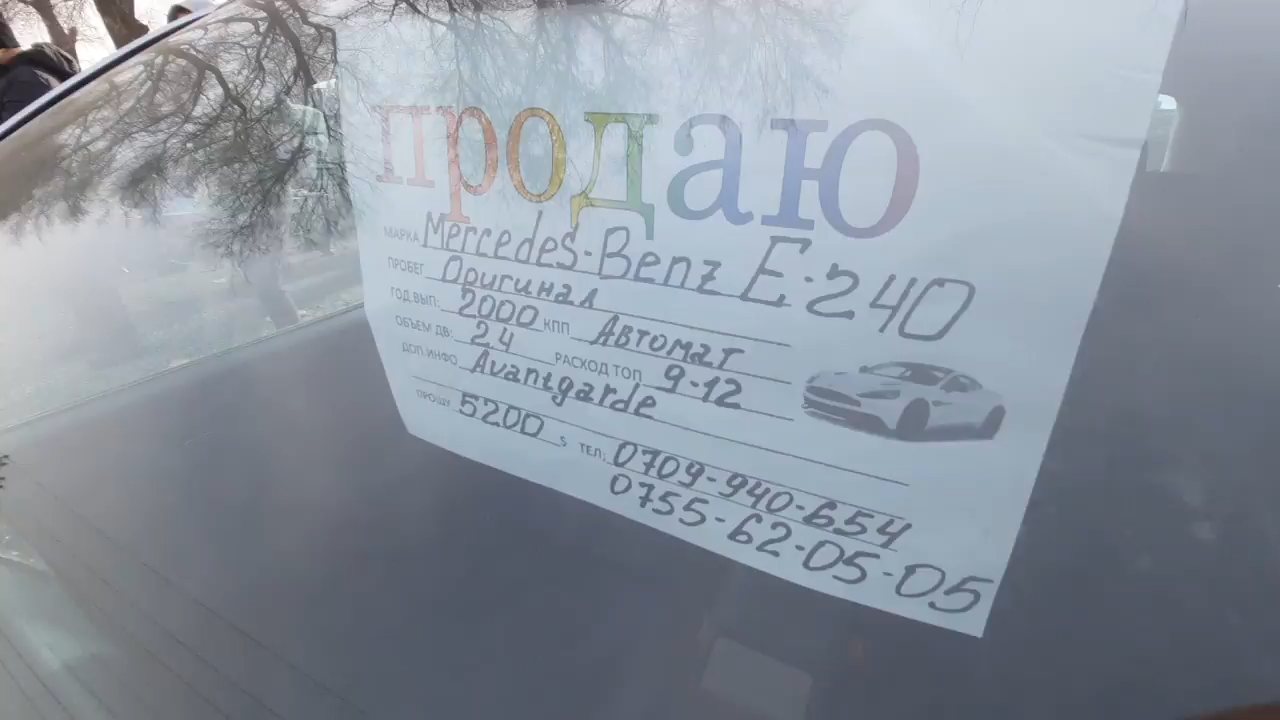 продаю
МАРКА Mercedes-Benz E-240
ПРОБЕГ Оригинал
ГОД ВЫП: 2000 КПП Автомат
ОБЪЕМ ДВ: 2,4 РАСХОД ТОП 9-12
ДОП.ИНФО Avantgarde
ПРОШУ 5200 $ ТЕЛ: 0709-940-654
0755-62-05-05